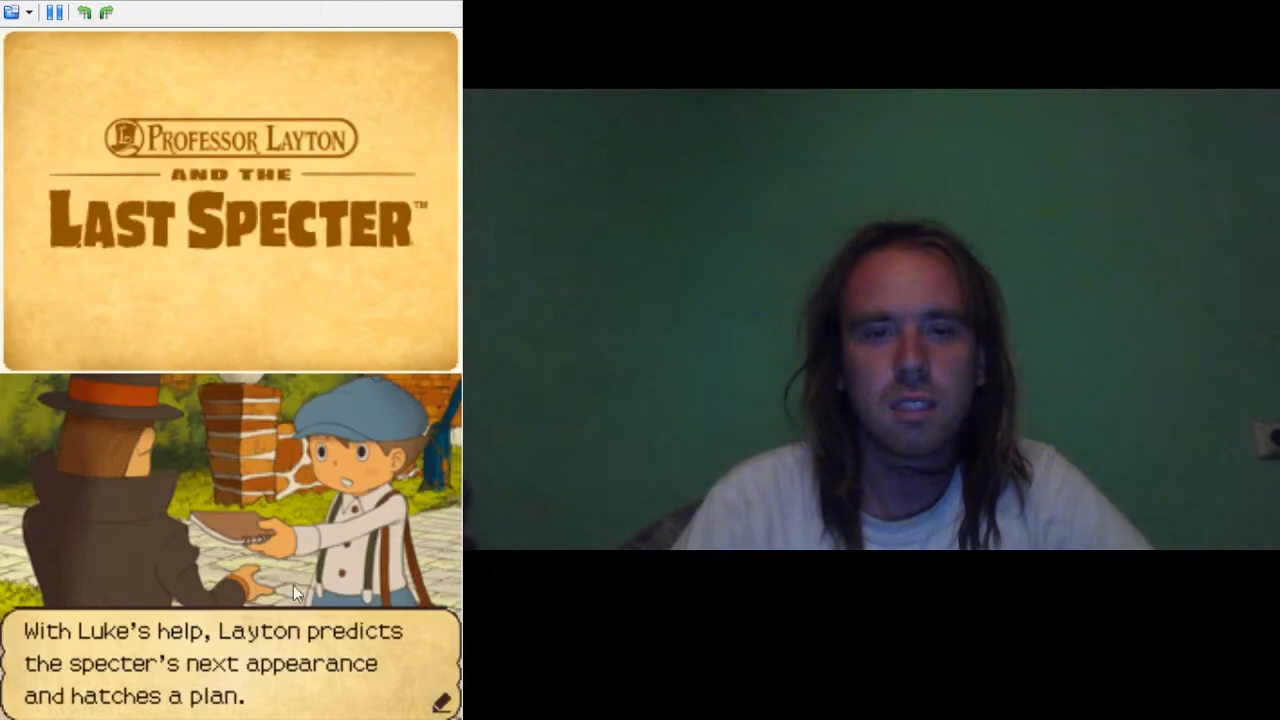 PROFESSOR LAYTON
AND THE
LAST SPECTER™
With Luke's help, Layton predicts
the specter's next appearance
and hatches a plan.